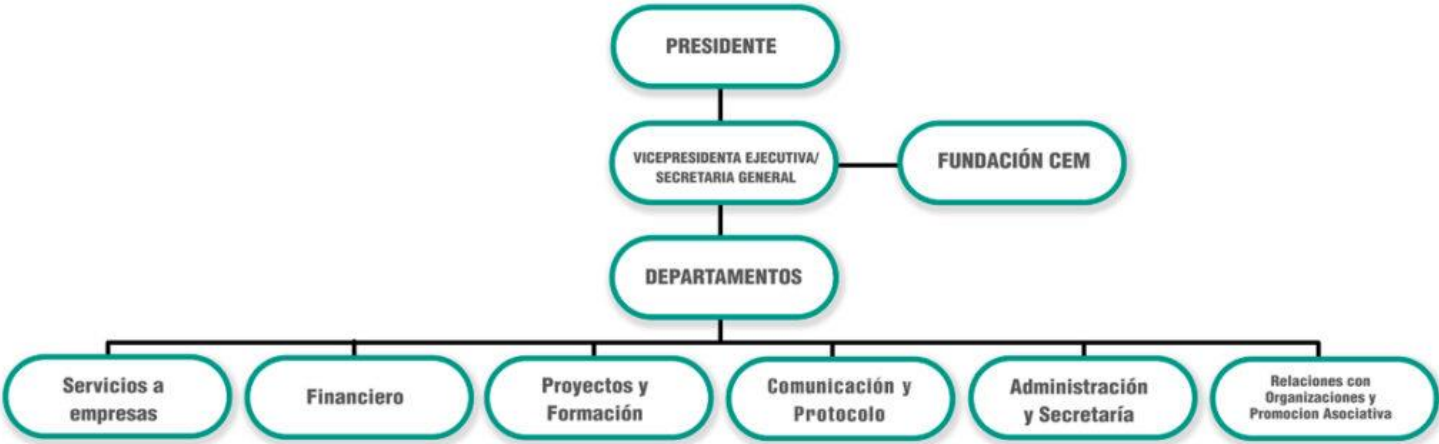 PRESIDENTE
VICEPRESIDENTA EJECUTIVA/
SECRETARIA GENERAL
FUNDACIÓN CEM
DEPARTAMENTOS
Servicios a
empresas
Financiero
Proyectos y
Formación
Comunicación y
Protocolo
Administración
y Secretaría
Relaciones con
Organizaciones y
Promocion Asociativa